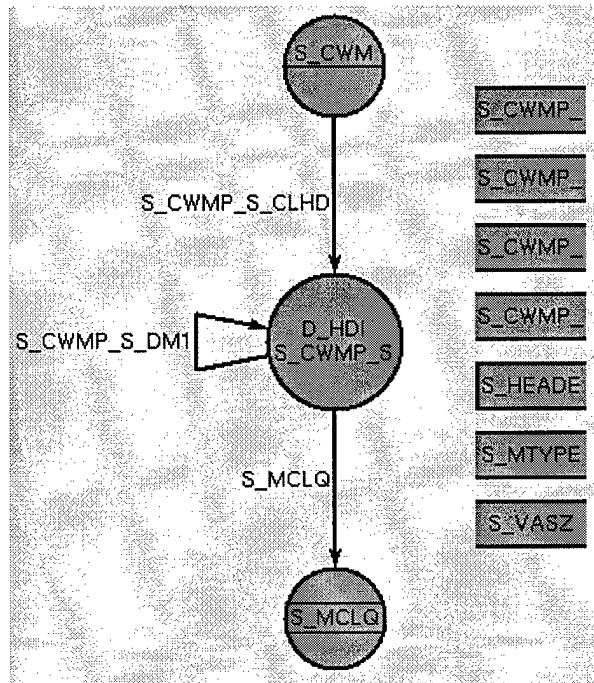 S_CWM
S_CWMP_
S_CWMP_
S_CWMP_S_CLHD
S_CWMP_
S_CWMP_
D_HDI
S_CWMP_S
S_CWMP_S_DM1
S_HEADE
S_MTYPE
S_MCLQ
S_VASZ
S_MCLQ